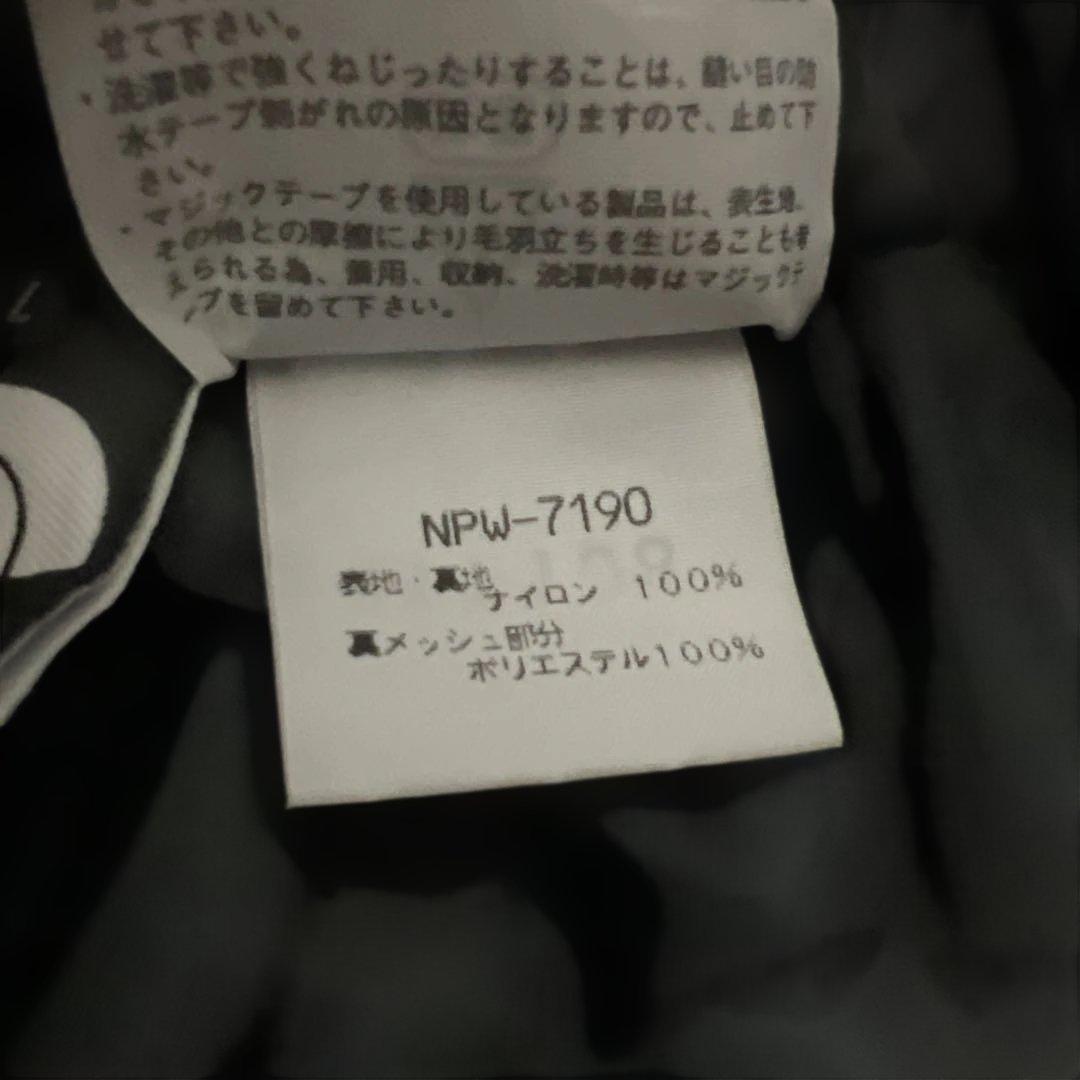 せて下さい。
・洗濯等で強くねじったりすることは、縫い目の防
水テープ剝がれの原因となりますので、止めて下
さい。
・マジックテープを使用している製品は、表生地、
その他との摩擦により毛羽立ちを生じることも考
えられる為、着用、収納、洗濯時等はマジックテ
ープを留めて下さい。
NPW-7190
表地・裏地
ナイロン 100%
裏メッシュ部分
ポリエステル100%